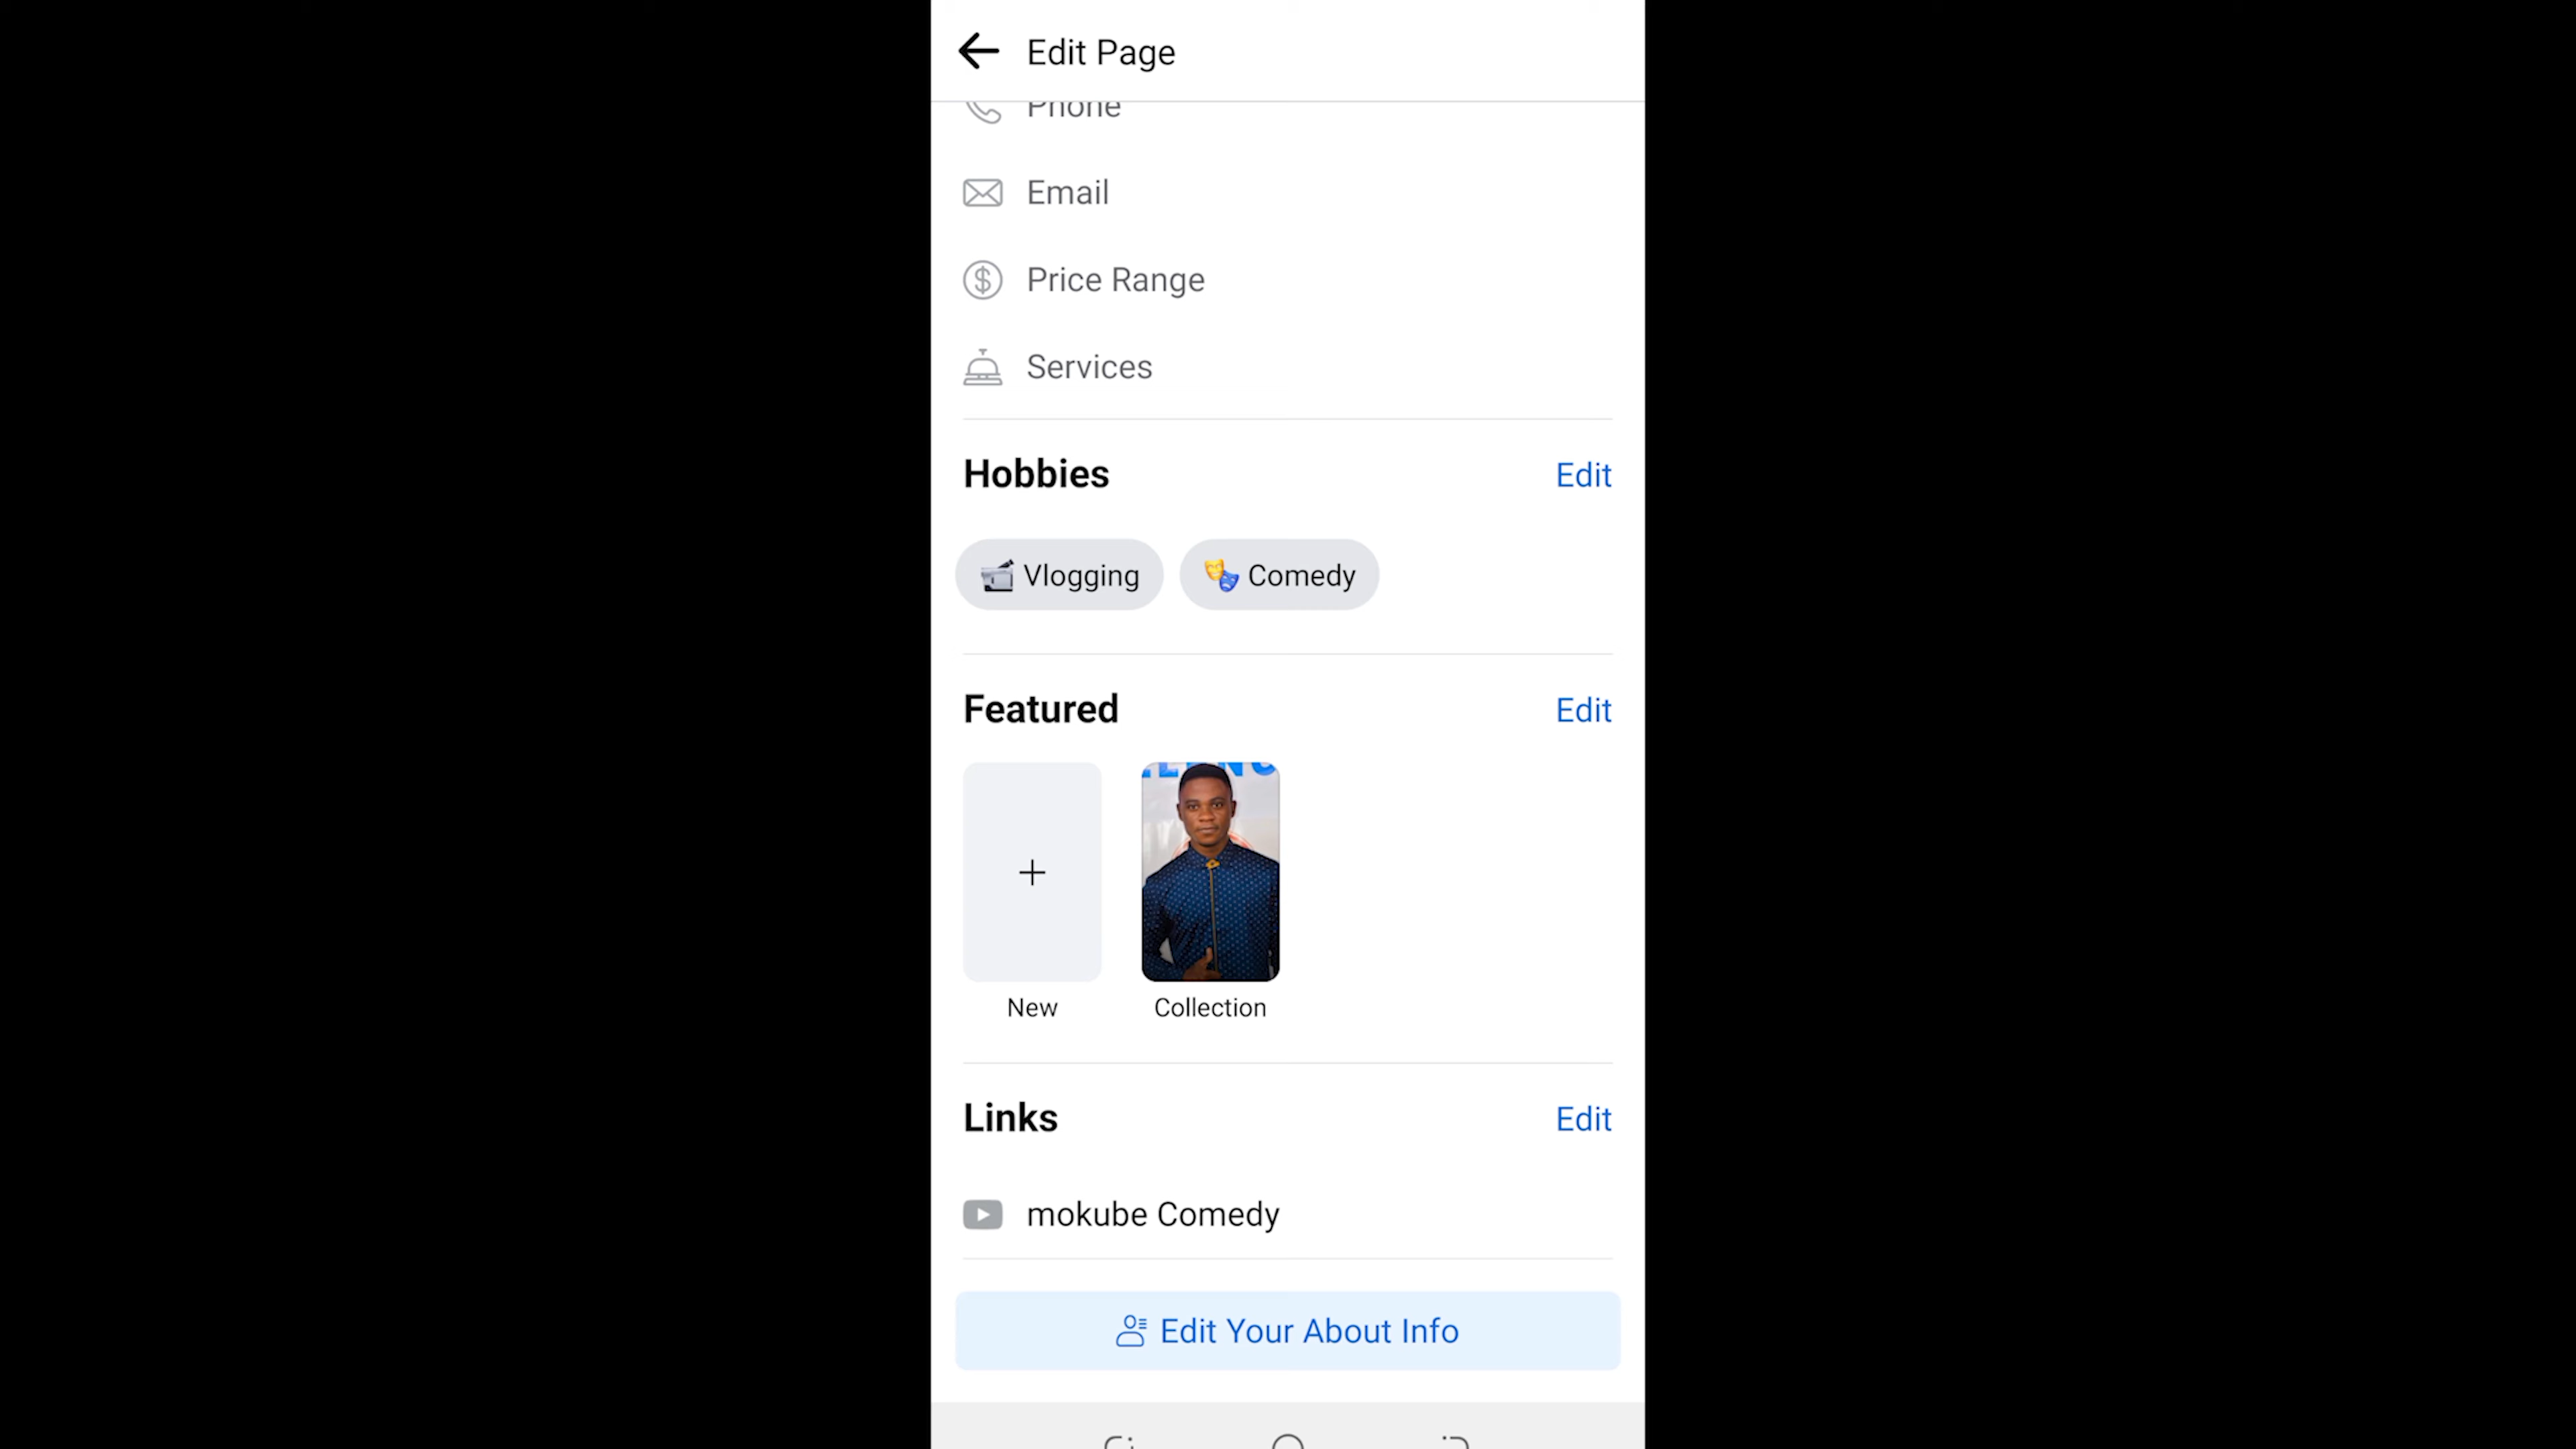 Edit Page
Phone
Email
Price Range
Services
Hobbies Edit
Vlogging Comedy
Featured Edit
New Collection
Links Edit
mokube Comedy
Edit Your About Info